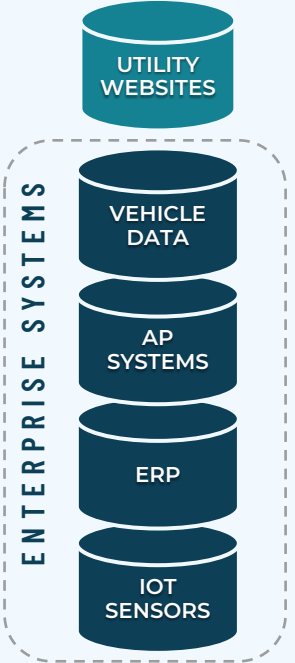 UTILITY
WEBSITES
ENTERPRISE SYSTEMS
VEHICLE
DATA
AP
SYSTEMS
ERP
IOT
SENSORS